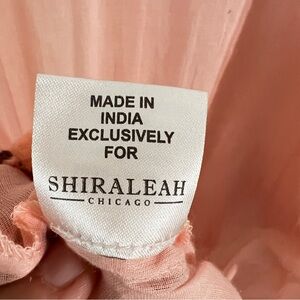 MADE IN
INDIA
EXCLUSIVELY
FOR
SHIRALEAH
CHICAGO